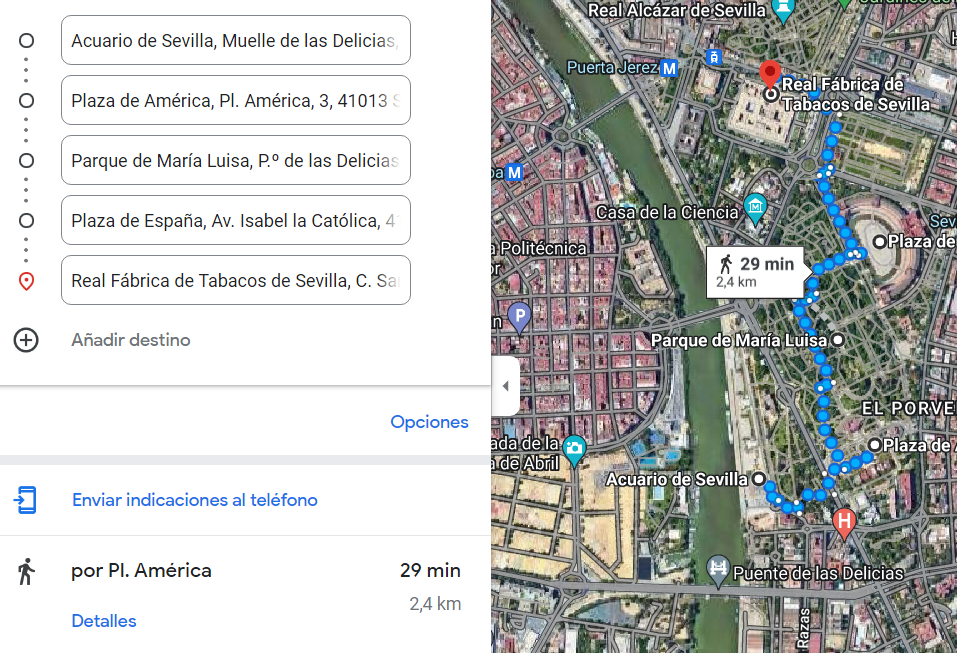 Acuario de Sevilla, Muelle de las Delicias,
Plaza de América, Pl. América, 3, 41013 S
Parque de María Luisa, P.º de las Delicias
Plaza de España, Av. Isabel la Católica, 4
Real Fábrica de Tabacos de Sevilla, C. Sa
Añadir destino
Opciones
Enviar indicaciones al teléfono
por Pl. América
29 min
2,4 km
Detalles
Real Alcázar de Sevilla
Puerta Jerez
M
Real Fábrica de
Tabacos de Sevilla
M
Casa de la Ciencia
Sev
Plaza de
a Politécnica
or
29 min
2,4 km
P
Parque de María Luisa
EL PORVE
ada de la
a de Abril
Plaza de
Acuario de Sevilla
H
Puente de las Delicias
Razas